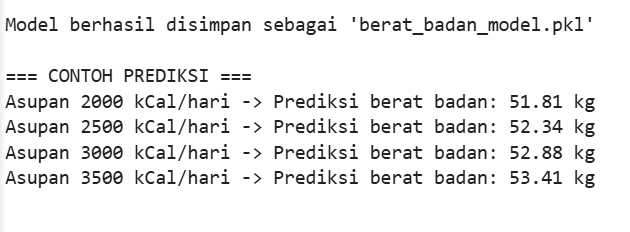 Model berhasil disimpan sebagai 'berat_badan_model.pkl'
=== CONTOH PREDIKSI ===
Asupan 2000 kCal/hari -> Prediksi berat badan: 51.81 kg
Asupan 2500 kCal/hari -> Prediksi berat badan: 52.34 kg
Asupan 3000 kCal/hari -> Prediksi berat badan: 52.88 kg
Asupan 3500 kCal/hari -> Prediksi berat badan: 53.41 kg